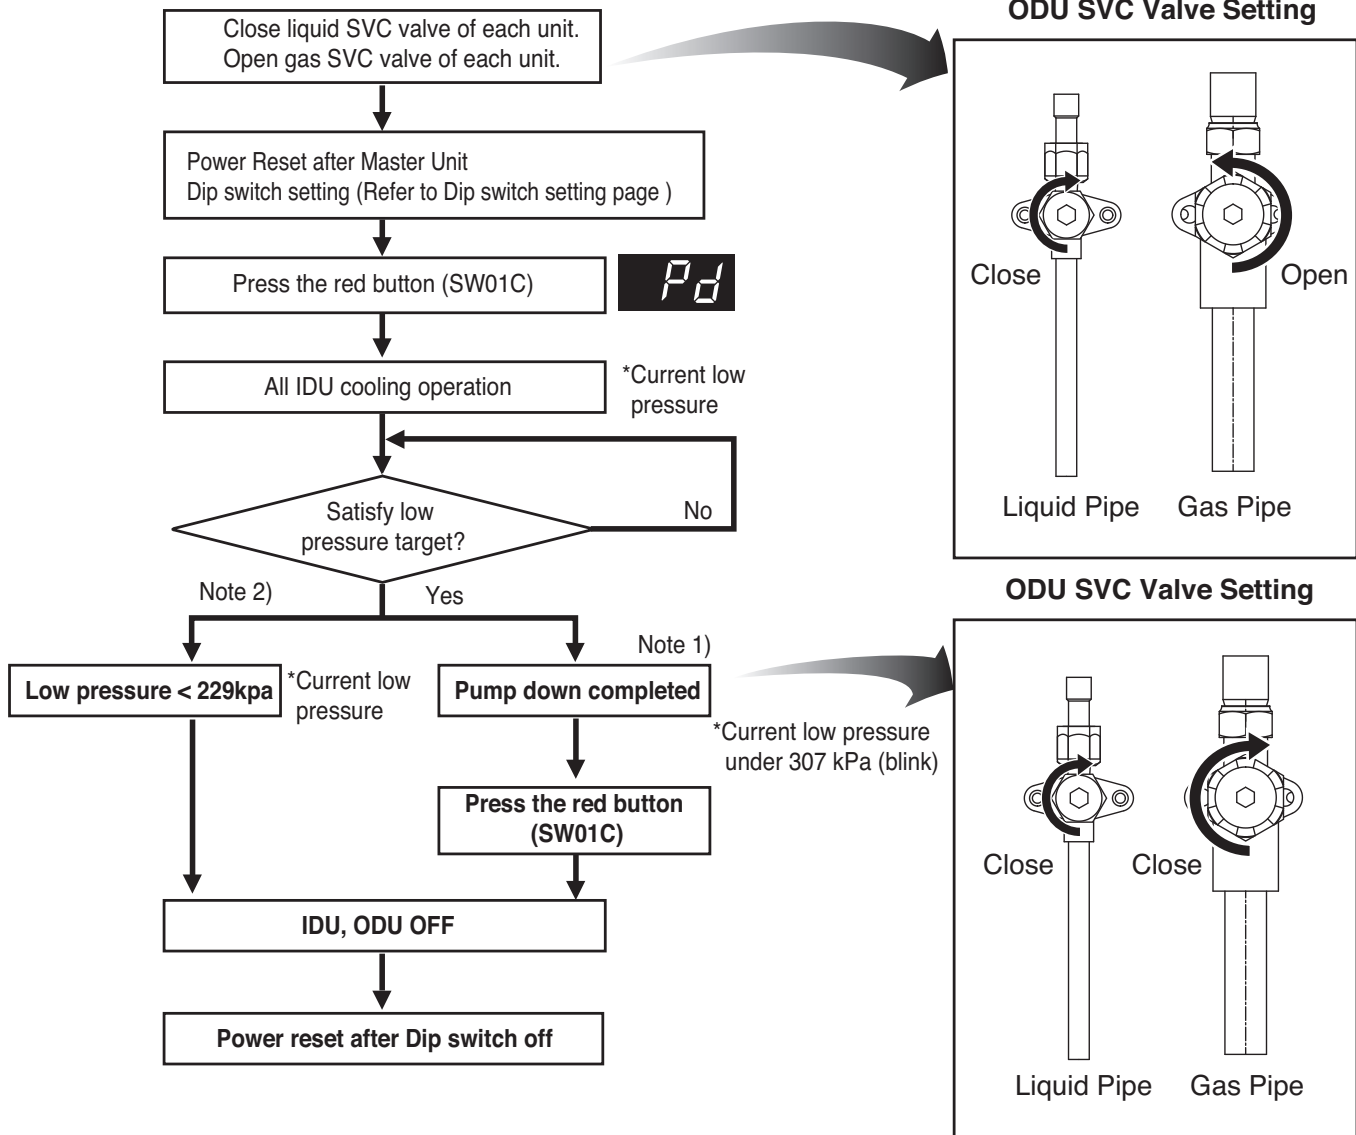 Close liquid SVC valve of each unit.
Open gas SVC valve of each unit.
Power Reset after Master Unit
Dip switch setting (Refer to Dip switch setting page )
Press the red button (SW01C)
Pd
All IDU cooling operation
*Current low
pressure
Satisfy low
pressure target?
No
Note 2)
Yes
Note 1)
Low pressure < 229kpa
*Current low
pressure
Pump down completed
*Current low pressure
under 307 kPa (blink)
Press the red button
(SW01C)
IDU, ODU OFF
Power reset after Dip switch off
ODU SVC Valve Setting
Close
Open
Liquid Pipe
Gas Pipe
ODU SVC Valve Setting
Close
Close
Liquid Pipe
Gas Pipe